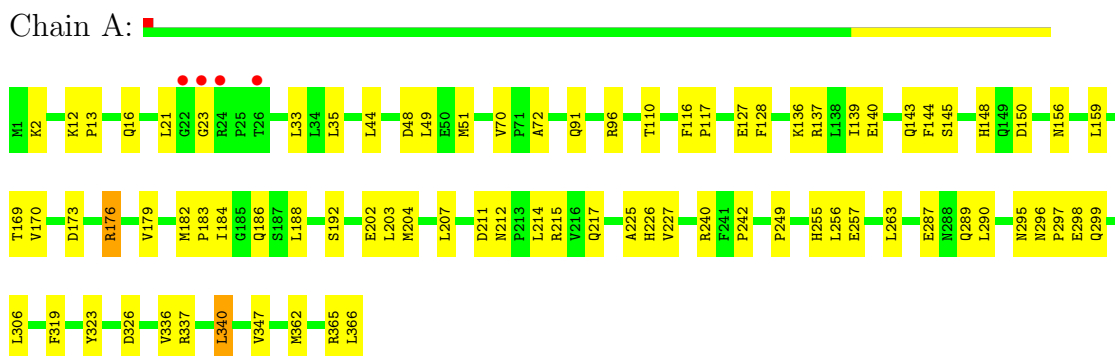 Chain A:
M1 K2 K12 P13 Q16 L21 G22 G23 R24 P25 T26 L33 L34 L35 L44 D48 L49 E50 M51 V70 P71 A72 Q91 R96 T110 F116 P117 E127 F128 K136 R137 L138 I139 E140 Q143 F144 S145 H148 Q149 D150 N156 L159
T169 V170 D173 R176 V179 M182 P183 I184 G185 Q186 S187 L188 S192 E202 L203 M204 L207 D211 N212 P213 L214 R215 V216 Q217 A225 H226 V227 R240 F241 P242 P249 H255 L256 E257 L263 E287 N288 Q289 L290 N295 N296 P297 E298 Q299
L306 F319 Y323 D326 V336 R337 L340 V347 M362 R365 L366